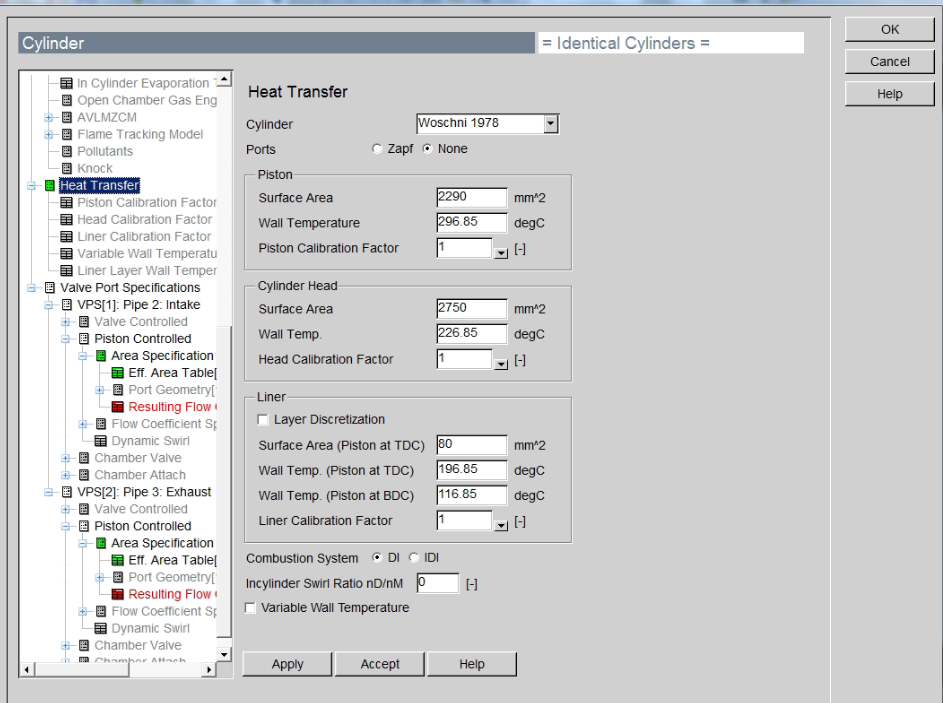 Cylinder
= Identical Cylinders =
OK
Cancel
Help
In Cylinder Evaporation
Open Chamber Gas Eng
AVLMZCM
Flame Tracking Model
Pollutants
Knock
Heat Transfer
Piston Calibration Factor
Head Calibration Factor
Liner Calibration Factor
Variable Wall Temperatu
Liner Layer Wall Temper
Valve Port Specifications
VPS[1]: Pipe 2: Intake
Valve Controlled
Piston Controlled
Area Specification
Eff. Area Table[
Port Geometry[
Resulting Flow
Flow Coefficient Sp
Dynamic Swirl
Chamber Valve
Chamber Attach
VPS[2]: Pipe 3: Exhaust
Valve Controlled
Piston Controlled
Area Specification
Eff. Area Table[
Port Geometry[
Resulting Flow
Flow Coefficient Sp
Dynamic Swirl
Chamber Valve
Chamber Attach
Heat Transfer
Cylinder Woschni 1978
Ports Zapf None
Piston
Surface Area 2290 mm^2
Wall Temperature 296.85 degC
Piston Calibration Factor 1 [-]
Cylinder Head
Surface Area 2750 mm^2
Wall Temp. 226.85 degC
Head Calibration Factor 1 [-]
Liner
Layer Discretization
Surface Area (Piston at TDC) 80 mm^2
Wall Temp. (Piston at TDC) 196.85 degC
Wall Temp. (Piston at BDC) 116.85 degC
Liner Calibration Factor 1 [-]
Combustion System DI IDI
Incylinder Swirl Ratio nD/nM 0 [-]
Variable Wall Temperature
Apply Accept Help